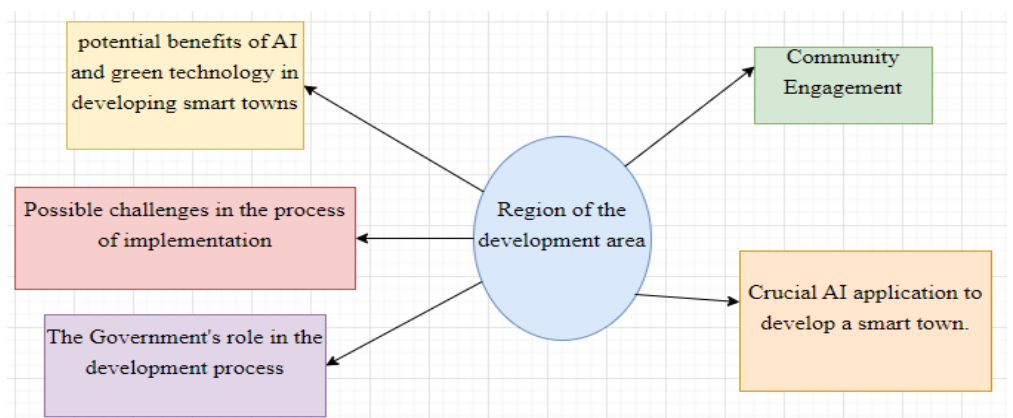 potential benefits of AI
and green technology in
developing smart towns
Community
Engagement
Possible challenges in the process
of implementation
Region of the
development area
Crucial AI application to
develop a smart town.
The Government's role in the
development process